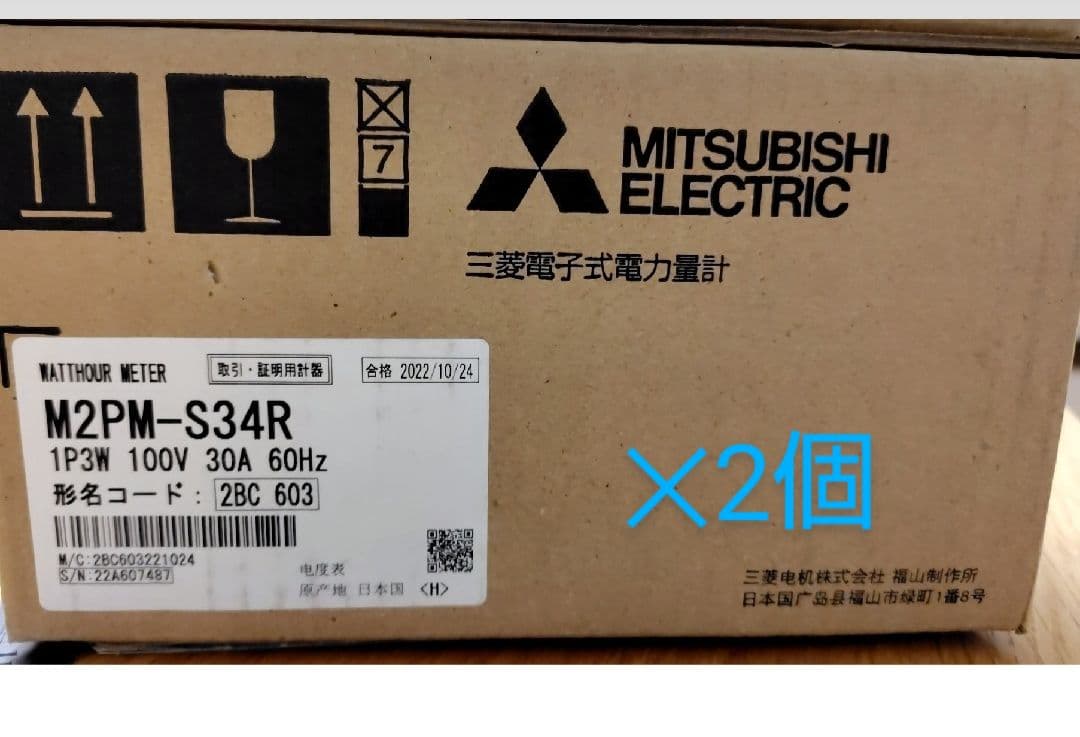 7
MITSUBISHI
ELECTRIC
三菱電子式電力量計
WATTHOUR METER 取引・証明用計器 合格 2022/10/24
M2PM-S34R
1P3W 100V 30A 60Hz
形名コード: 2BC 603
M/C:2BC603221024
S/N:22A607487
电度表
原产地 日本国 <H>
×2個
三菱电机株式会社 福山制作所
日本国广岛县福山市绿町1番8号